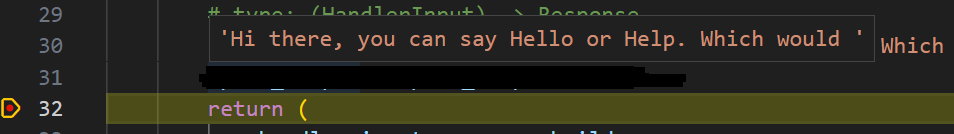 29 # type: (HandlerInput) -> Response
'Hi there, you can say Hello or Help. Which would '
30 Which
31
32 return (